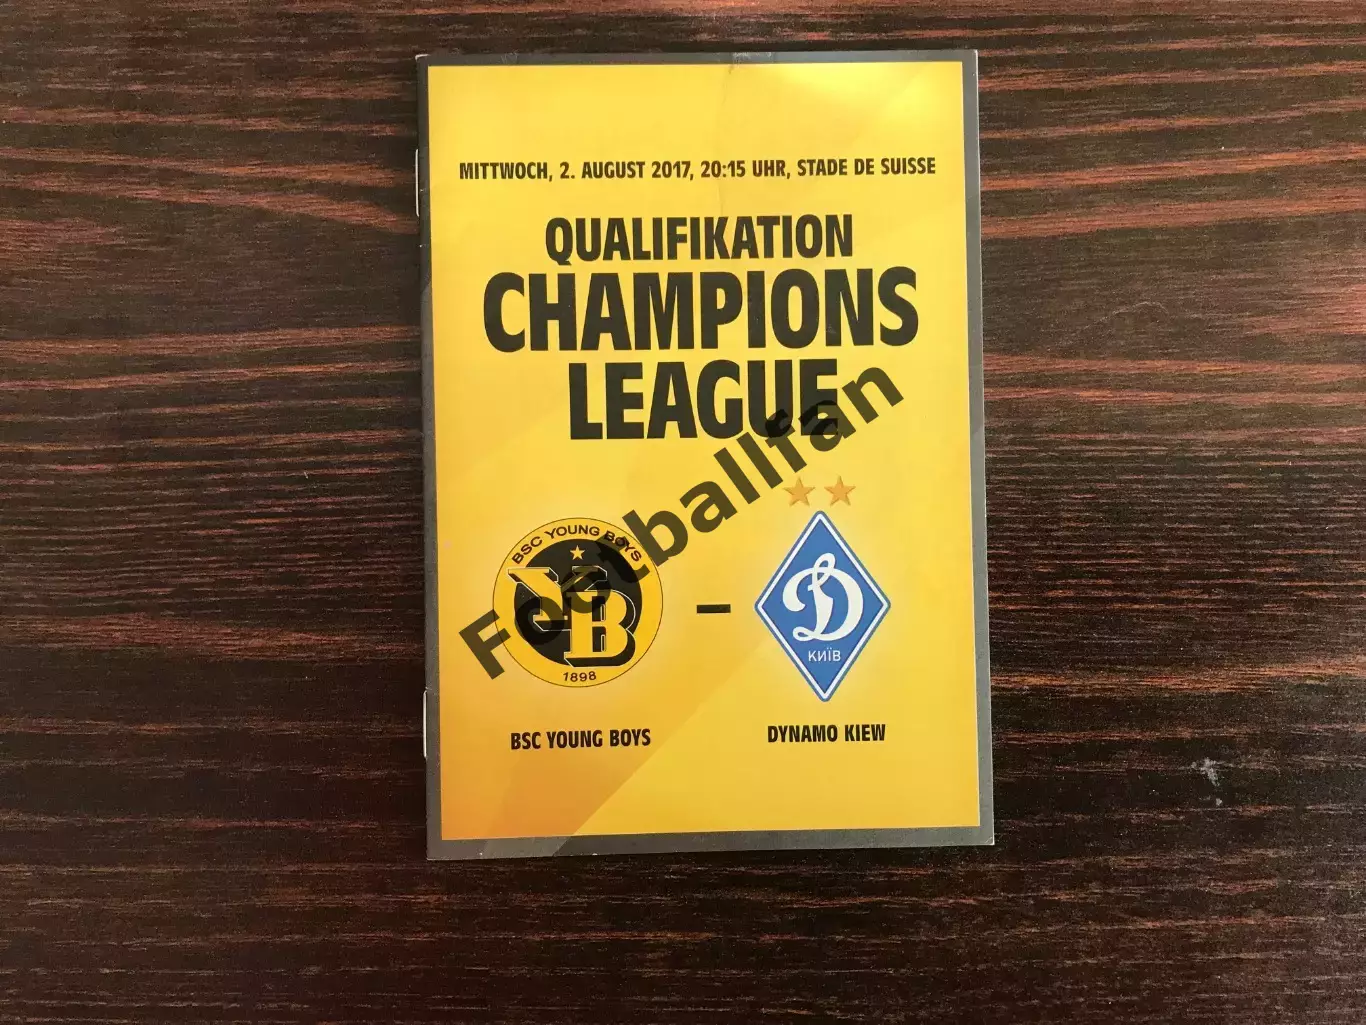 MITTWOCH, 2. AUGUST 2017, 20:15 UHR, STADE DE SUISSE
QUALIFIKATION
CHAMPIONS
LEAGUE
Footballfan
BSC YOUNG BOYS
YB
1898
–
D
КИЇВ
BSC YOUNG BOYS
DYNAMO KIEW